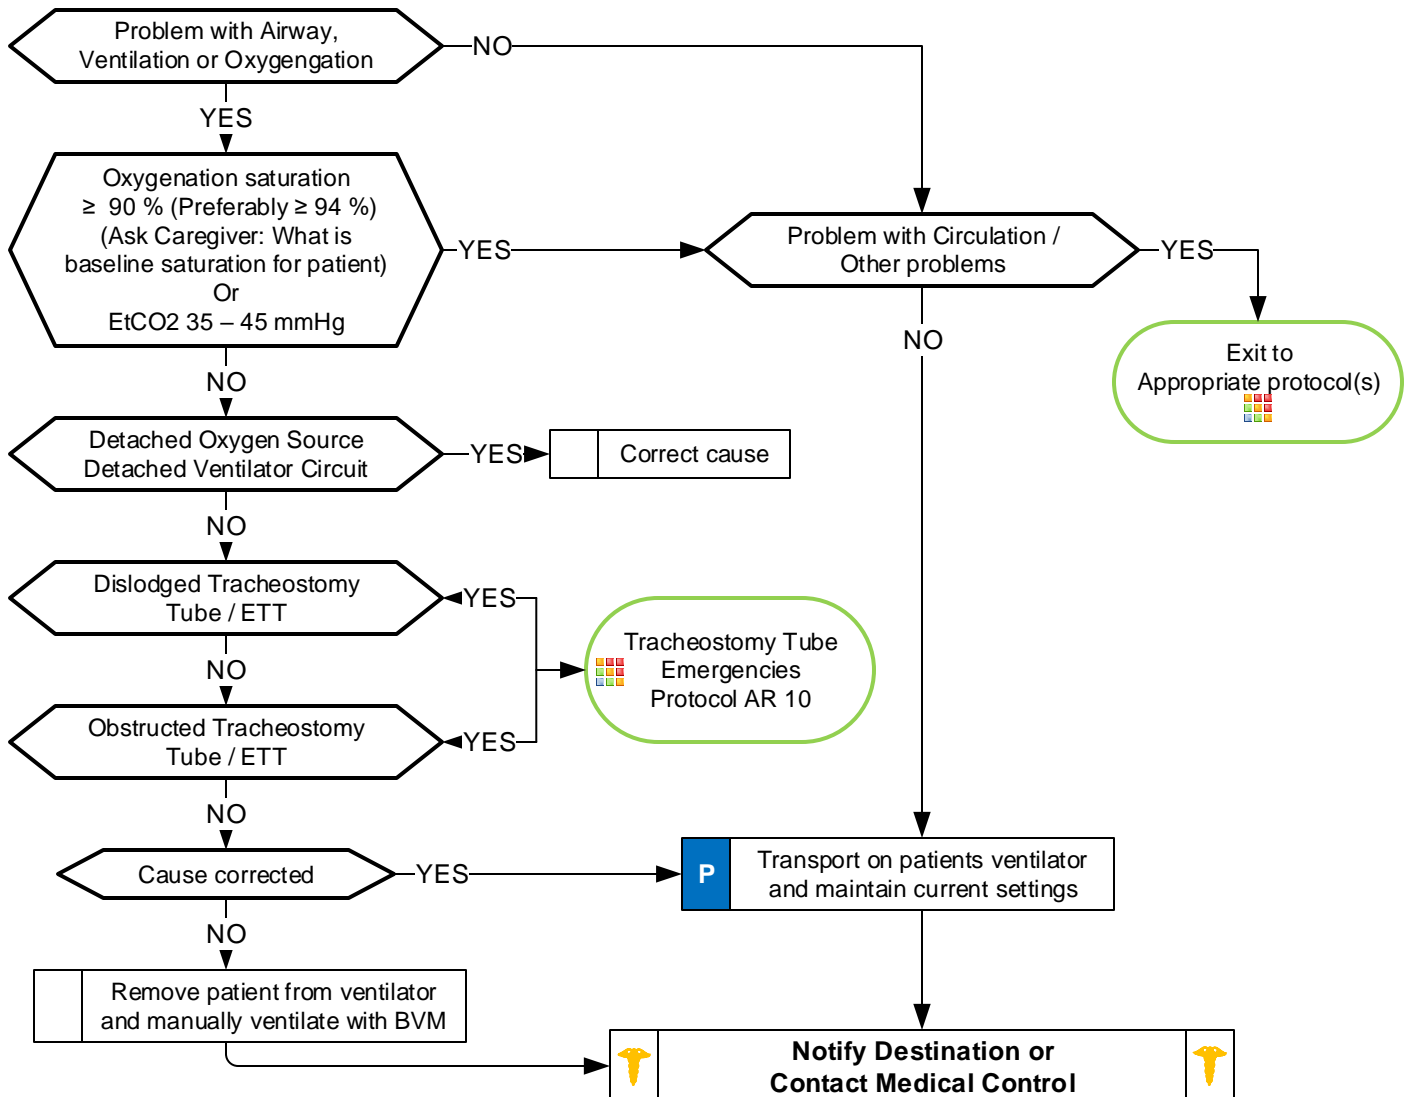 Problem with Airway,
Ventilation or Oxygengation
NO
YES
Oxygenation saturation
≥ 90 % (Preferably ≥ 94 %)
(Ask Caregiver: What is
baseline saturation for patient)
Or
EtCO2 35 – 45 mmHg
YES
Problem with Circulation /
Other problems
YES
NO
Exit to
Appropriate protocol(s)
NO
Detached Oxygen Source
Detached Ventilator Circuit
YES
Correct cause
NO
Dislodged Tracheostomy
Tube / ETT
YES
Tracheostomy Tube
Emergencies
Protocol AR 10
NO
Obstructed Tracheostomy
Tube / ETT
YES
NO
Cause corrected
YES
P
Transport on patients ventilator
and maintain current settings
NO
Remove patient from ventilator
and manually ventilate with BVM
Notify Destination or
Contact Medical Control